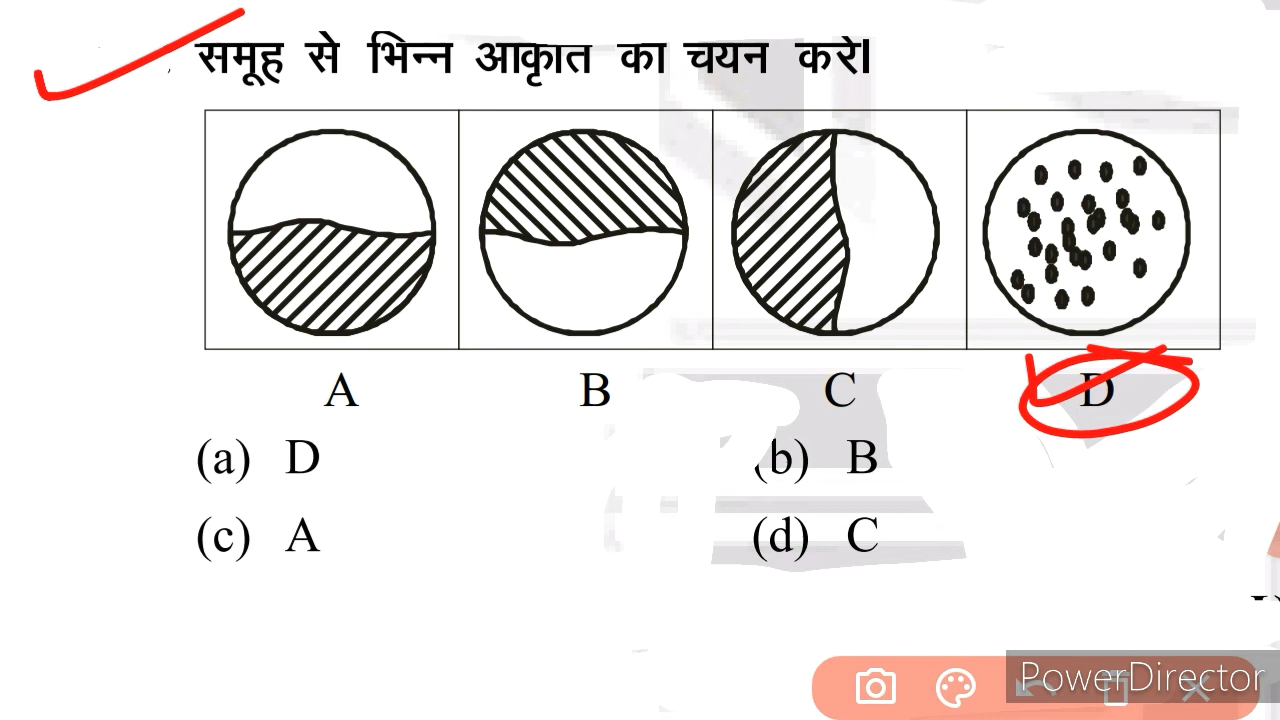 समूह से भिन्न आकृात का चयन करे।
A B C D
(a) D (b) B
(c) A (d) C
PowerDirector